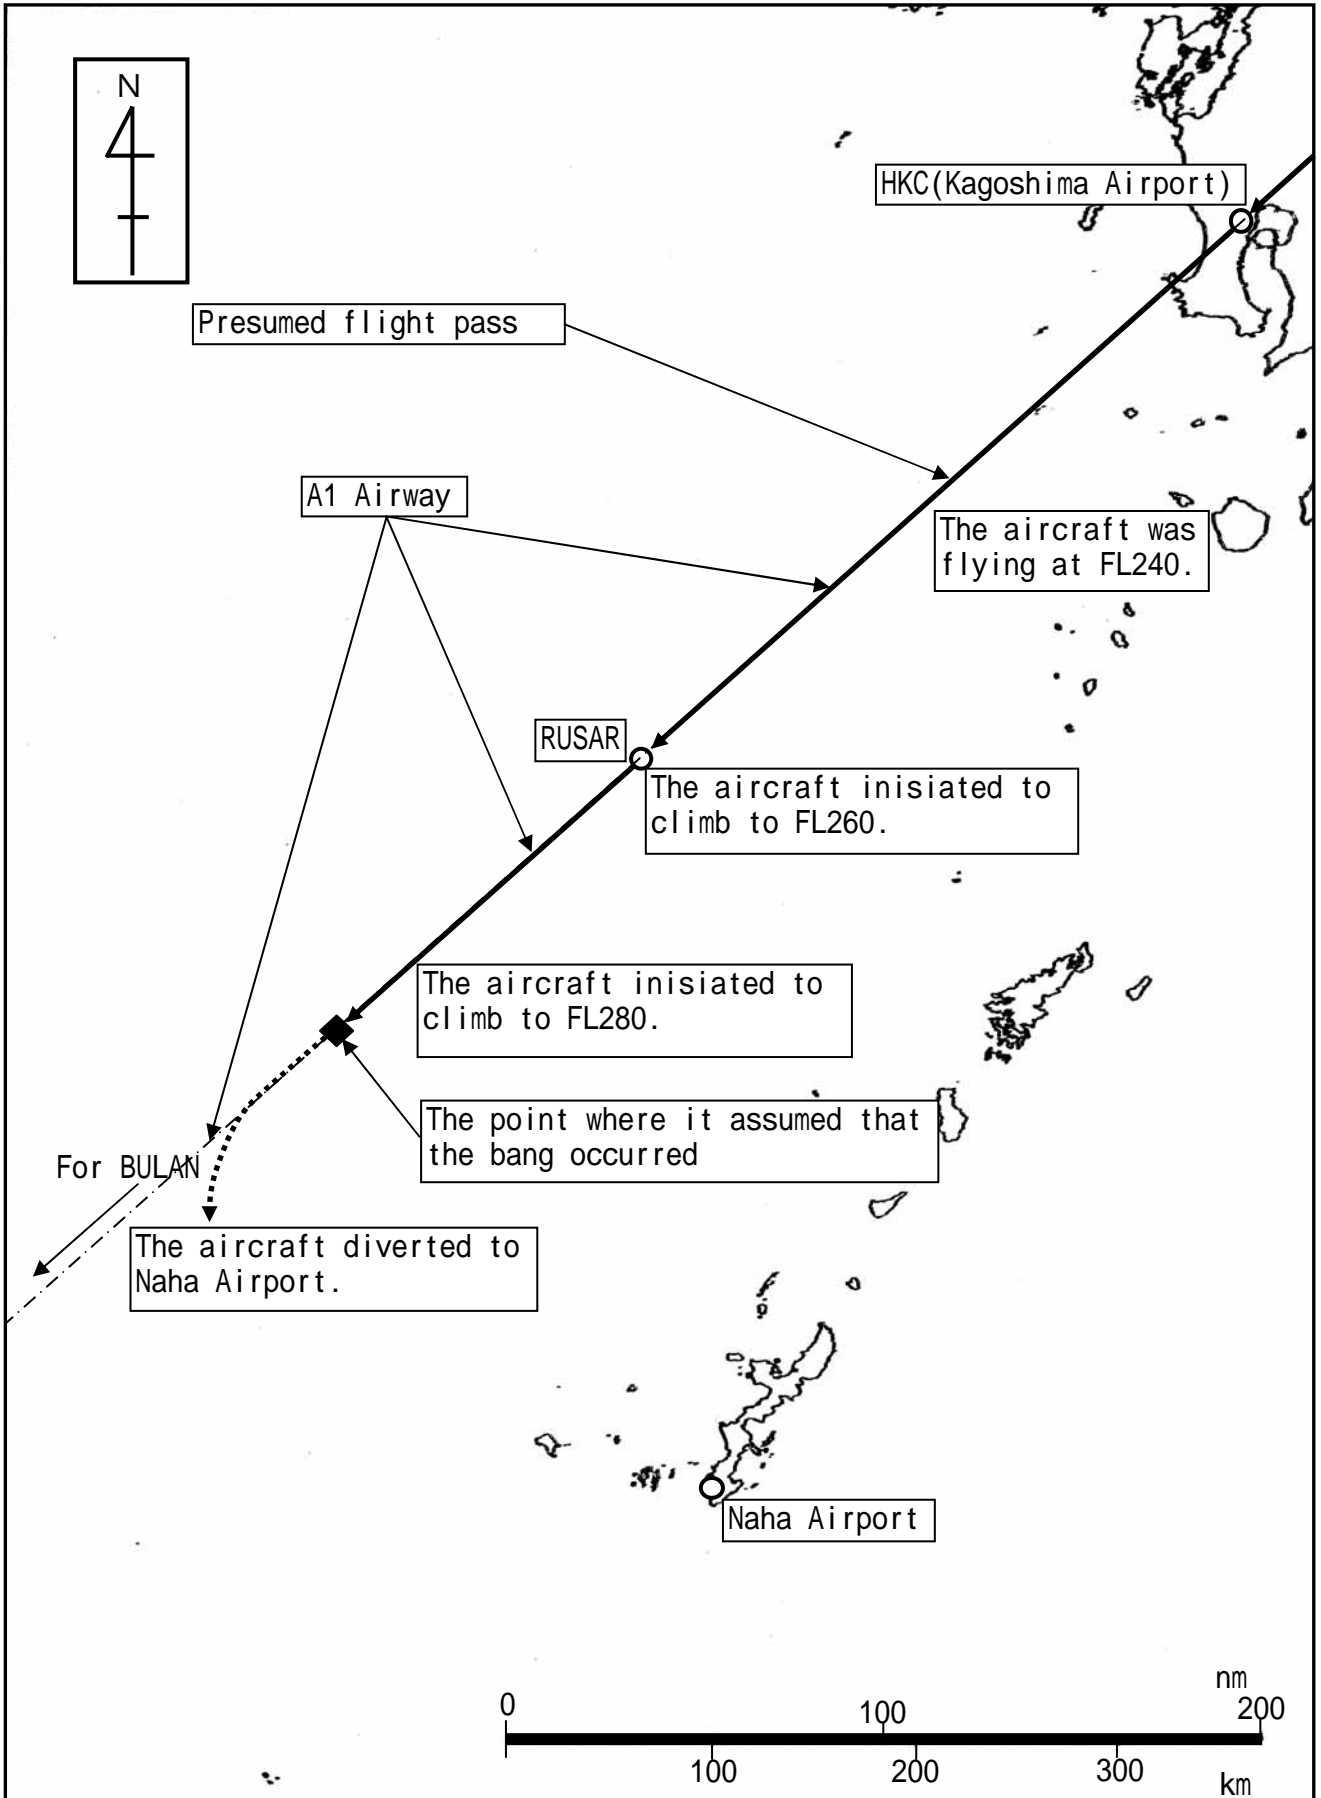 N
HKC(Kagoshima Airport)
Presumed flight pass
A1 Airway
The aircraft was
flying at FL240.
RUSAR
The aircraft inisiated to
climb to FL260.
The aircraft inisiated to
climb to FL280.
The point where it assumed that
the bang occurred
For BULAN
The aircraft diverted to
Naha Airport.
Naha Airport
nm
0 100 200
100 200 300 km